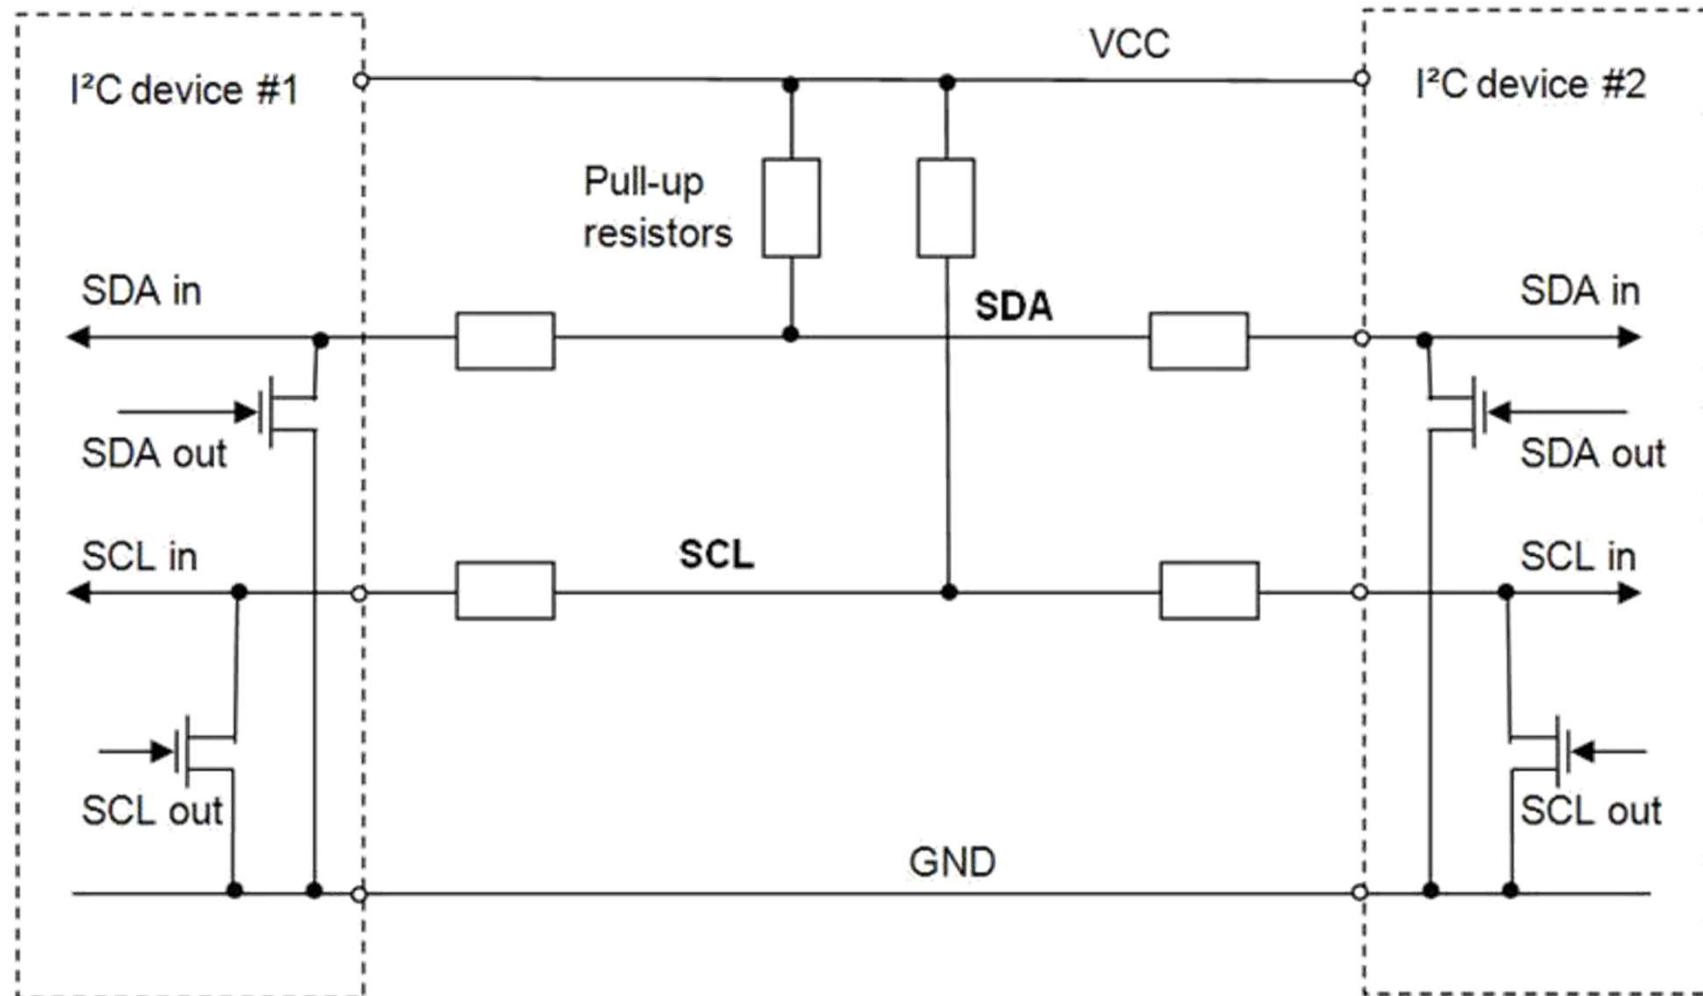 VCC
I²C device #1
I²C device #2
Pull-up
resistors
SDA in
SDA
SDA in
SDA out
SDA out
SCL in
SCL
SCL in
SCL out
SCL out
GND